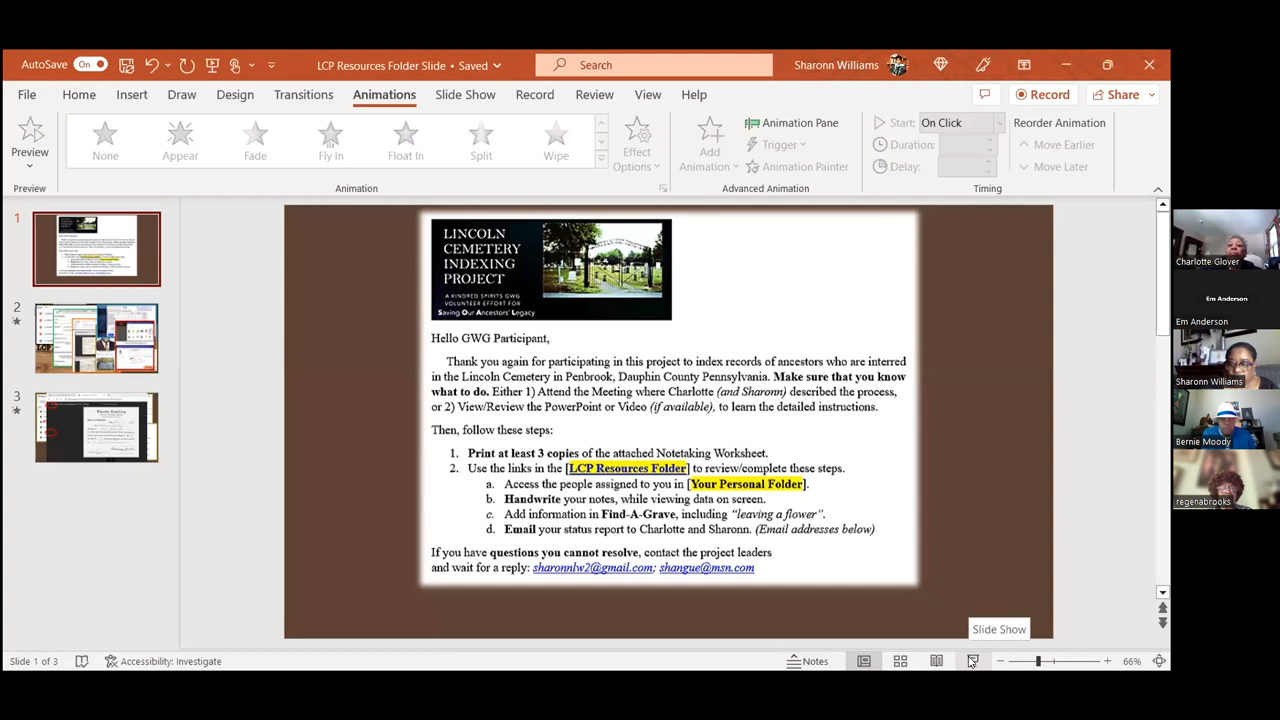 AutoSave On LCP Resources Folder Slide • Saved Search Sharonn Williams
File Home Insert Draw Design Transitions Animations Slide Show Record Review View Help Record Share
Preview None Appear Fade Fly In Float In Split Wipe Effect Options Add Animation Animation Pane Trigger Animation Painter Start: On Click Duration: Delay: Reorder Animation Move Earlier Move Later
Preview Animation Advanced Animation Timing
1
2
3
LINCOLN
CEMETERY
INDEXING
PROJECT
A KINDRED SPIRITS GWG
VOLUNTEER EFFORT FOR
Saving Our Ancestors' Legacy
Hello GWG Participant,
Thank you again for participating in this project to index records of ancestors who are interred
in the Lincoln Cemetery in Penbrook, Dauphin County Pennsylvania. Make sure that you know
what to do. Either 1) Attend the Meeting where Charlotte (and Sharonn) described the process,
or 2) View/Review the PowerPoint or Video (if available), to learn the detailed instructions.
Then, follow these steps:
1. Print at least 3 copies of the attached Notetaking Worksheet.
2. Use the links in the [LCP Resources Folder] to review/complete these steps.
a. Access the people assigned to you in [Your Personal Folder].
b. Handwrite your notes, while viewing data on screen.
c. Add information in Find-A-Grave, including “leaving a flower”.
d. Email your status report to Charlotte and Sharonn. (Email addresses below)
If you have questions you cannot resolve, contact the project leaders
and wait for a reply: sharonnlw2@gmail.com; shangue@msn.com
Slide Show
Slide 1 of 3 Accessibility: Investigate Notes 66%
Charlotte Glover
Em Anderson
Em Anderson
Sharonn Williams
Bernie Moody
regenabrooks